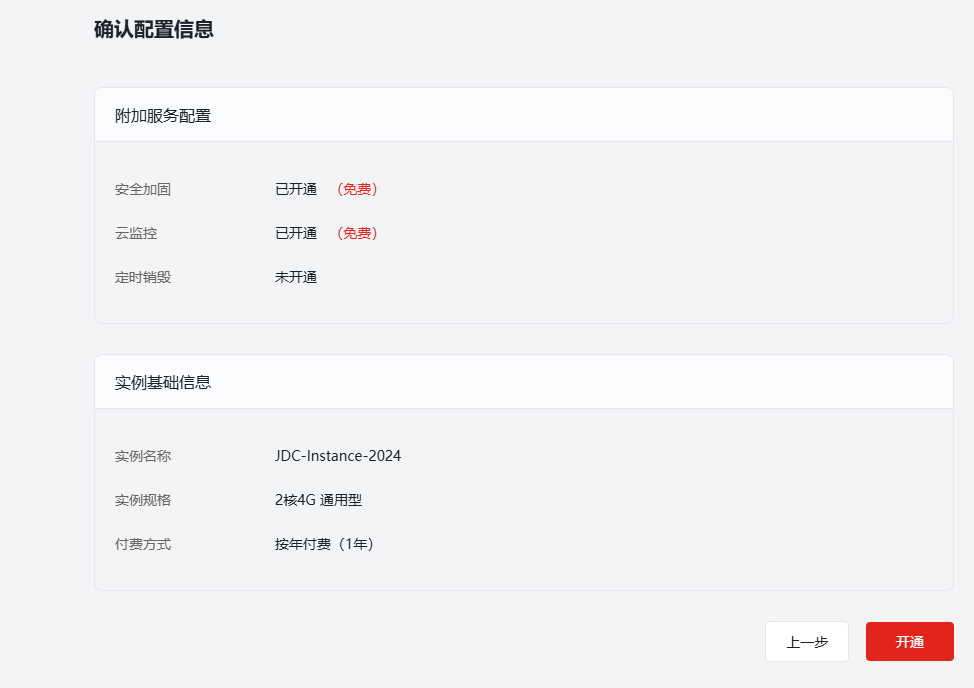 确认配置信息
附加服务配置
安全加固 已开通 （免费）
云监控 已开通 （免费）
定时销毁 未开通
实例基础信息
实例名称 JDC-Instance-2024
实例规格 2核4G 通用型
付费方式 按年付费（1年）
上一步 开通